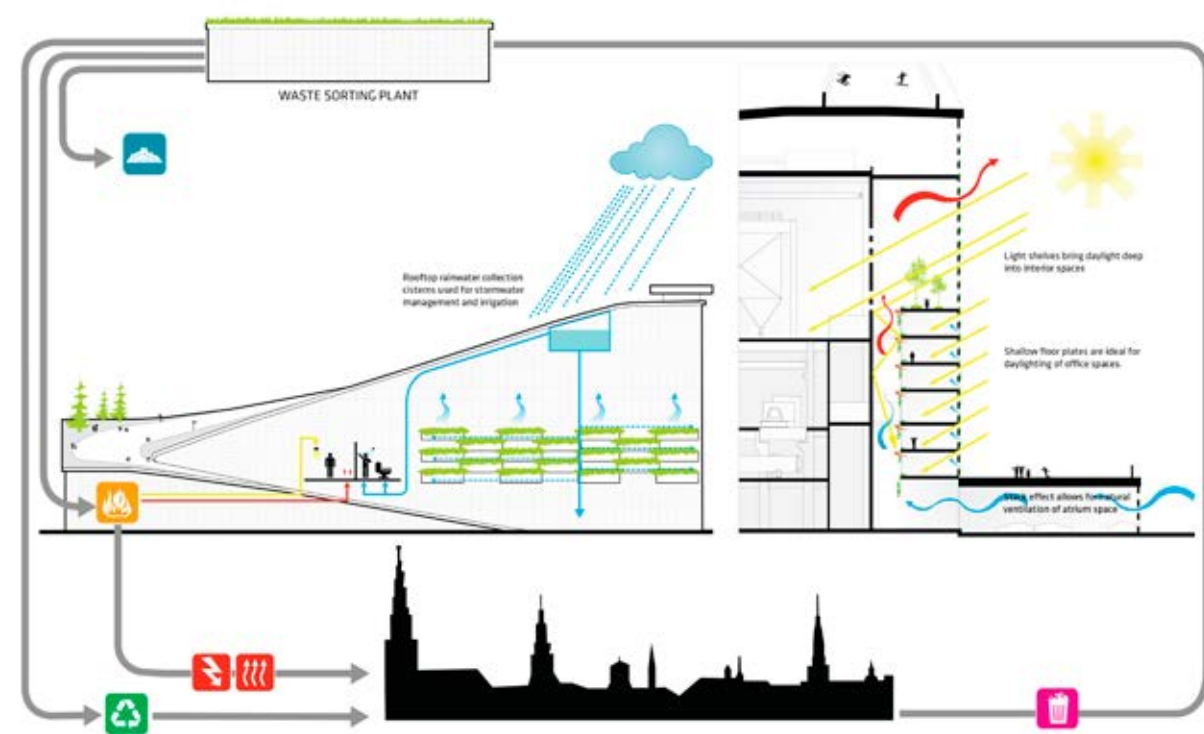 WASTE SORTING PLANT
Rooftop rainwater collection
cisterns used for stormwater
management and irrigation
Light shelves bring daylight deep
into interior spaces
Shallow floor plates are ideal for
daylighting of office spaces.
Stack effect allows for natural
ventilation of atrium space